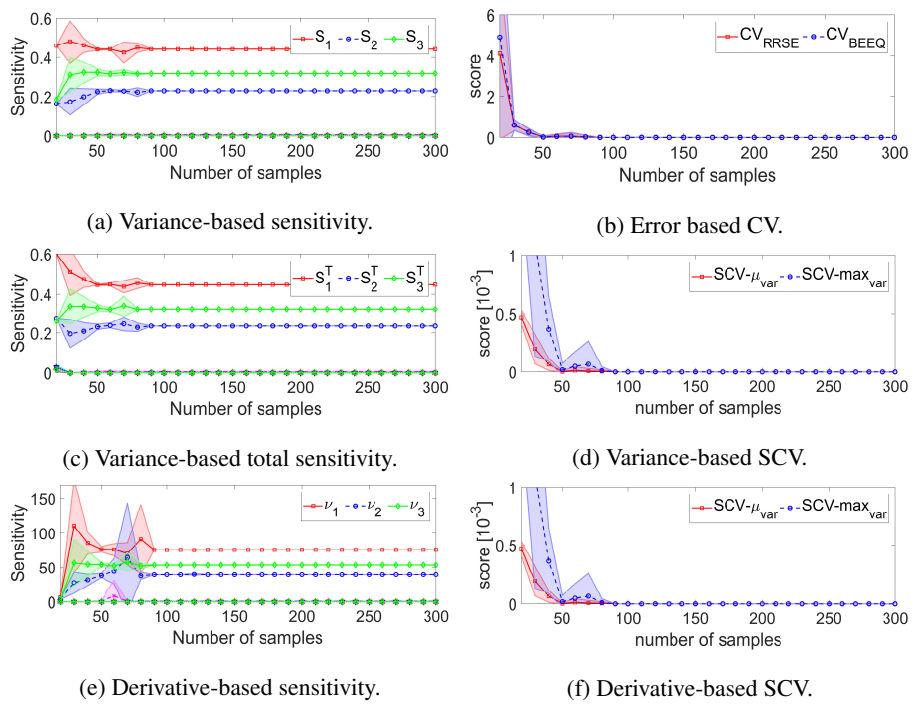 0.6
0.4
0.2
0
Sensitivity
S1 S2 S3
50 100 150 200 250 300
Number of samples
(a) Variance-based sensitivity.
6
4
2
0
score
CVRRSE CVBEEQ
50 100 150 200 250 300
Number of samples
(b) Error based CV.
0.6
0.4
0.2
0
Sensitivity
S1T S2T S3T
50 100 150 200 250 300
Number of samples
(c) Variance-based total sensitivity.
1
0.5
0
score [10-3]
SCV-μvar SCV-maxvar
50 100 150 200 250 300
number of samples
(d) Variance-based SCV.
150
100
50
0
Sensitivity
ν1 ν2 ν3
50 100 150 200 250 300
Number of samples
(e) Derivative-based sensitivity.
1
0.5
0
score [10-3]
SCV-μvar SCV-maxvar
50 100 150 200 250 300
number of samples
(f) Derivative-based SCV.